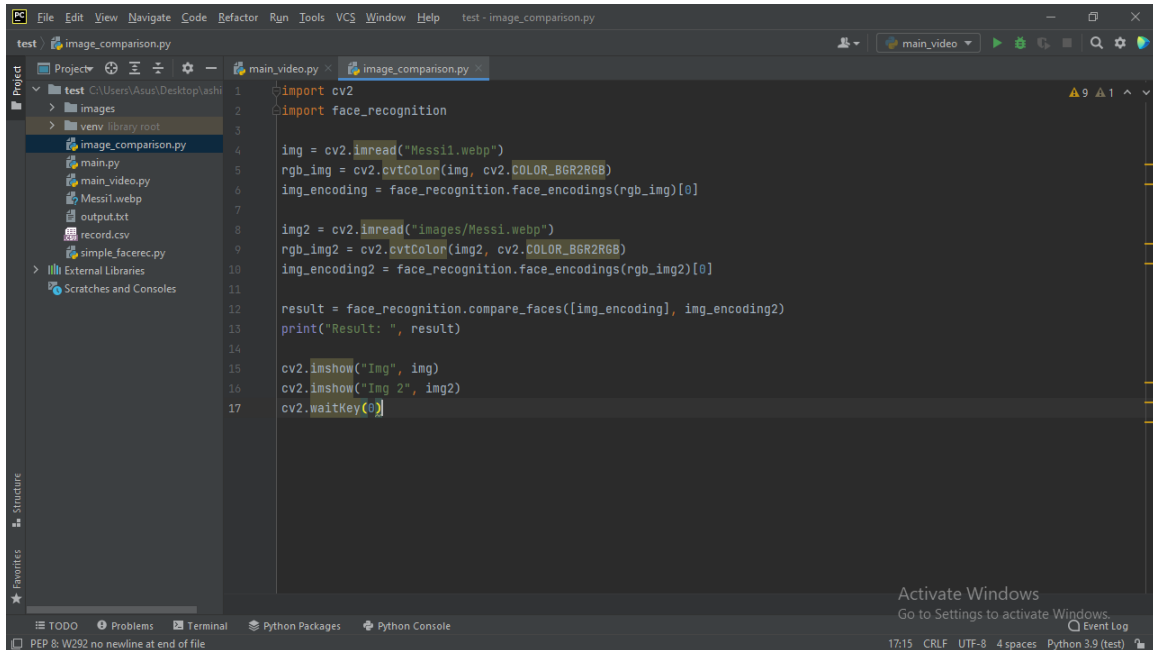 PC File Edit View Navigate Code Refactor Run Tools VCS Window Help test - image_comparison.py
test image_comparison.py main_video
Project Project main_video.py image_comparison.py
test C:\Users\Asus\Desktop\ashi
images
venv library root
image_comparison.py
main.py
main_video.py
Messi1.webp
output.txt
record.csv
simple_facerec.py
External Libraries
Scratches and Consoles
9 1
1 import cv2
2 import face_recognition
3
4 img = cv2.imread("Messi1.webp")
5 rgb_img = cv2.cvtColor(img, cv2.COLOR_BGR2RGB)
6 img_encoding = face_recognition.face_encodings(rgb_img)[0]
7
8 img2 = cv2.imread("images/Messi.webp")
9 rgb_img2 = cv2.cvtColor(img2, cv2.COLOR_BGR2RGB)
10 img_encoding2 = face_recognition.face_encodings(rgb_img2)[0]
11
12 result = face_recognition.compare_faces([img_encoding], img_encoding2)
13 print("Result: ", result)
14
15 cv2.imshow("Img", img)
16 cv2.imshow("Img 2", img2)
17 cv2.waitKey(0)
Structure
Favorites
Activate Windows
Go to Settings to activate Windows.
TODO Problems Terminal Python Packages Python Console Event Log
PEP 8: W292 no newline at end of file 17:15 CRLF UTF-8 4 spaces Python 3.9 (test)